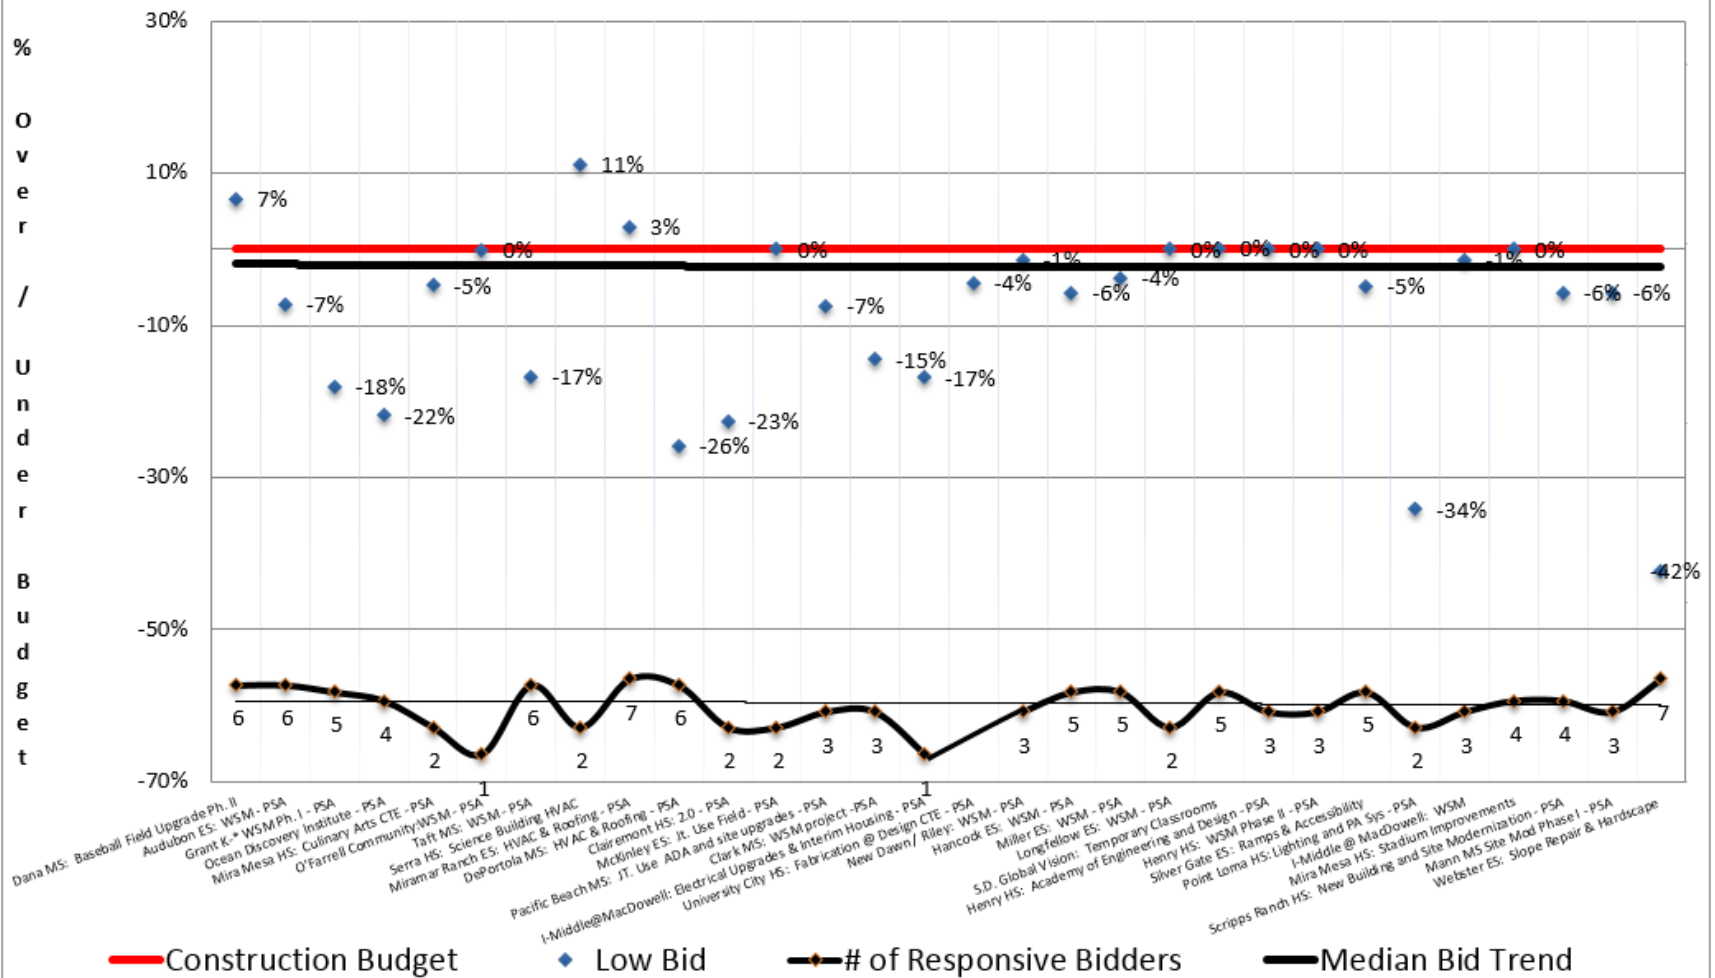 % Over / Under Budget
30%
10%
-10%
-30%
-50%
-70%
7%
-7%
-18%
-22%
-5%
0%
-17%
11%
3%
-26%
-23%
0%
-7%
-15%
-17%
-4%
-1%
-6%
-4%
0%
0%
0%
0%
-5%
-34%
-1%
0%
-6%
-6%
-42%
6
6
5
4
2
1
6
2
7
6
2
2
3
3
1
3
5
5
2
5
3
3
5
2
3
4
4
3
7
Dana MS: Baseball Field Upgrade Ph. II
Audubon ES: WSM - PSA
Grant K-* WSM Ph. I - PSA
Ocean Discovery Institute - PSA
Mira Mesa HS: Culinary Arts CTE - PSA
O'Farrell Community:WSM - PSA
Taft MS: WSM - PSA
Serra HS: Science Building HVAC
Miramar Ranch ES: HVAC & Roofing - PSA
DePortola MS: HVAC & Roofing - PSA
Clairemont HS: 2.0 - PSA
McKinley ES: Jt. Use Field - PSA
Pacific Beach MS: JT. Use ADA and site upgrades - PSA
Clark MS: WSM project -PSA
I-Middle@MacDowell: Electrical Upgrades & Interim Housing - PSA
University City HS: Fabrication @ Design CTE - PSA
New Dawn / Riley: WSM - PSA
Hancock ES: WSM - PSA
Miller ES: WSM - PSA
Longfellow ES: WSM - PSA
S.D. Global Vision: Temporary Classrooms
Henry HS: Academy of Engineering and Design - PSA
Henry HS: WSM Phase II - PSA
Silver Gate ES: Ramps & Accessibility
Point Loma HS: Lighting and PA Sys - PSA
I-Middle @ MacDowell: WSM
Mira Mesa HS: Stadium Improvements
Scripps Ranch HS: New Building and Site Modernization - PSA
Mann MS Site Mod Phase I - PSA
Webster ES: Slope Repair & Hardscape
Construction Budget
Low Bid
# of Responsive Bidders
Median Bid Trend